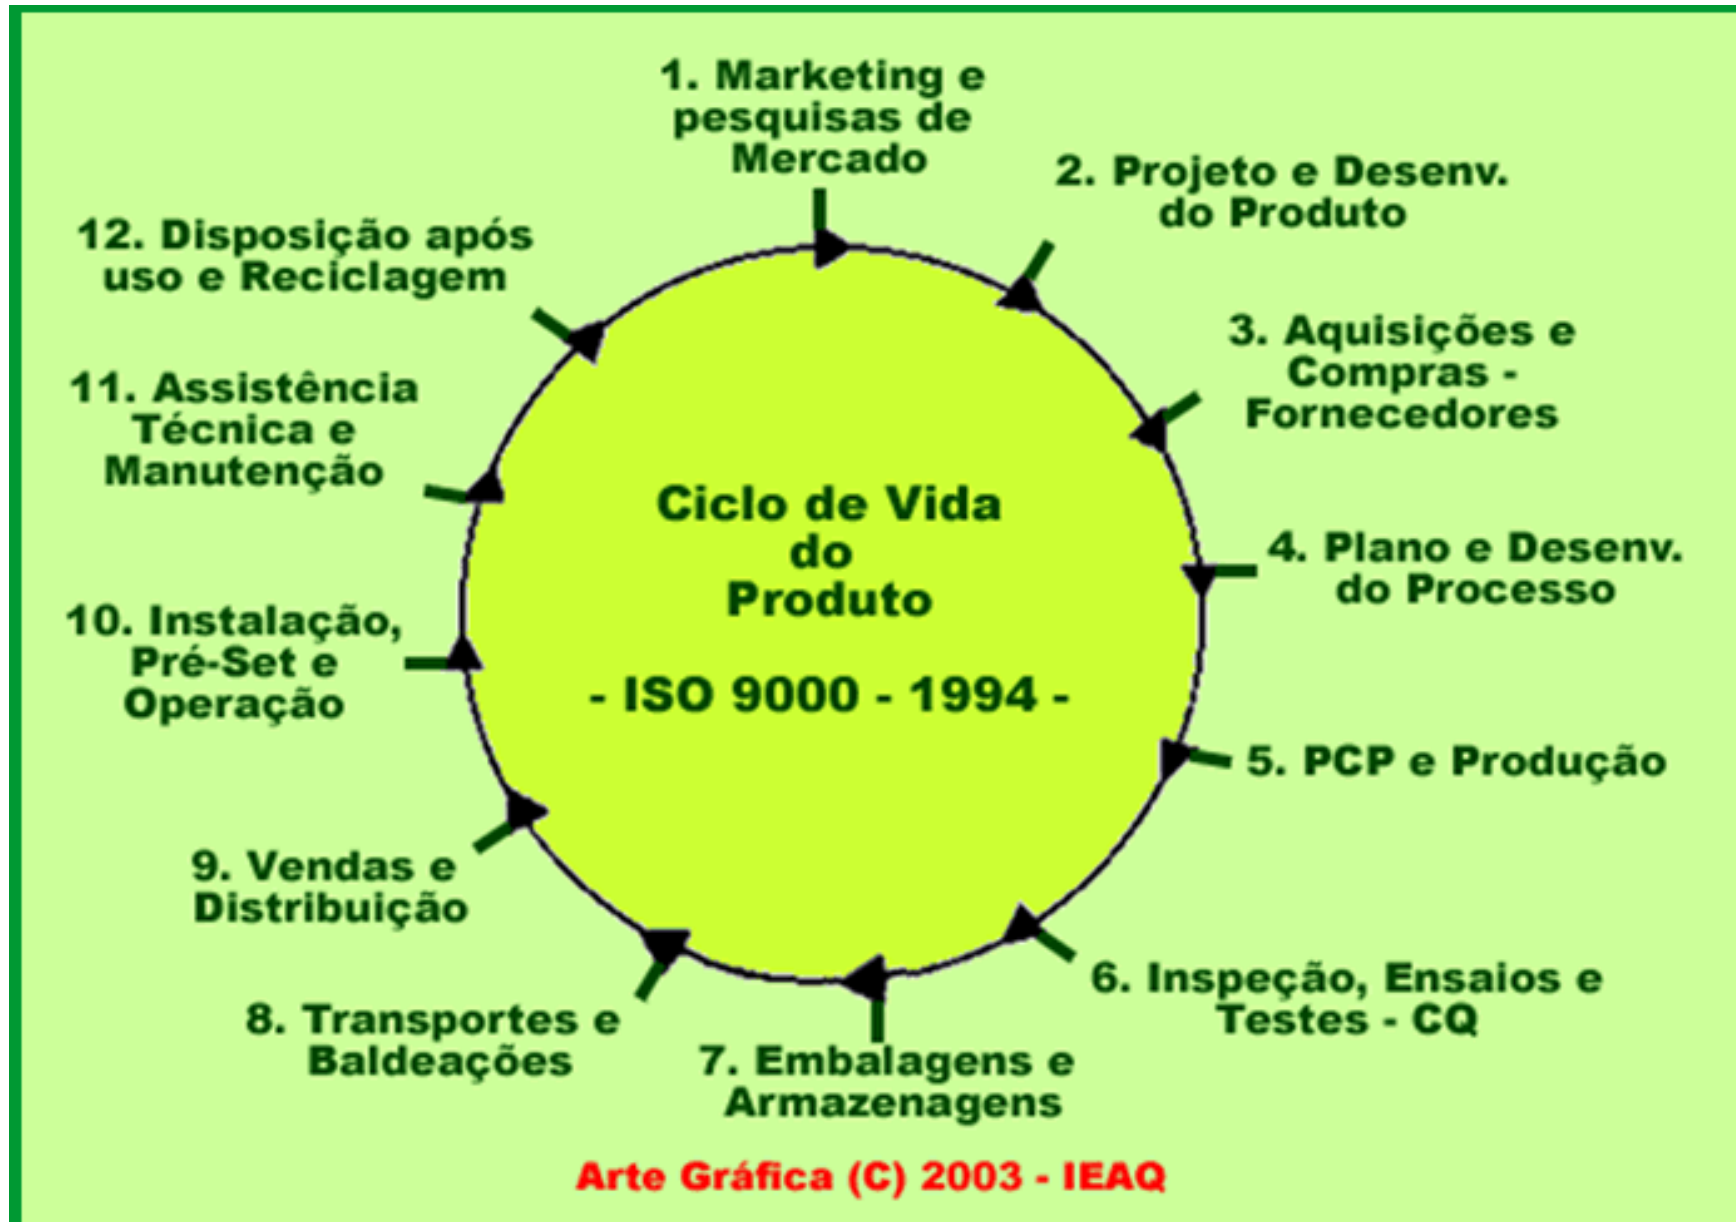 1. Marketing e
pesquisas de
Mercado
2. Projeto e Desenv.
do Produto
3. Aquisições e
Compras -
Fornecedores
4. Plano e Desenv.
do Processo
5. PCP e Produção
6. Inspeção, Ensaios e
Testes - CQ
7. Embalagens e
Armazenagens
8. Transportes e
Baldeações
9. Vendas e
Distribuição
10. Instalação,
Pré-Set e
Operação
11. Assistência
Técnica e
Manutenção
12. Disposição após
uso e Reciclagem
Ciclo de Vida
do
Produto
- ISO 9000 - 1994 -
Arte Gráfica (C) 2003 - IEAQ